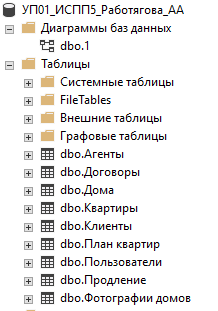 УП01_ИСПП5_Работягова_АА
Диаграммы баз данных
dbo.1
Таблицы
Системные таблицы
FileTables
Внешние таблицы
Графовые таблицы
dbo.Агенты
dbo.Договоры
dbo.Дома
dbo.Квартиры
dbo.Клиенты
dbo.План квартир
dbo.Пользователи
dbo.Продление
dbo.Фотографии домов